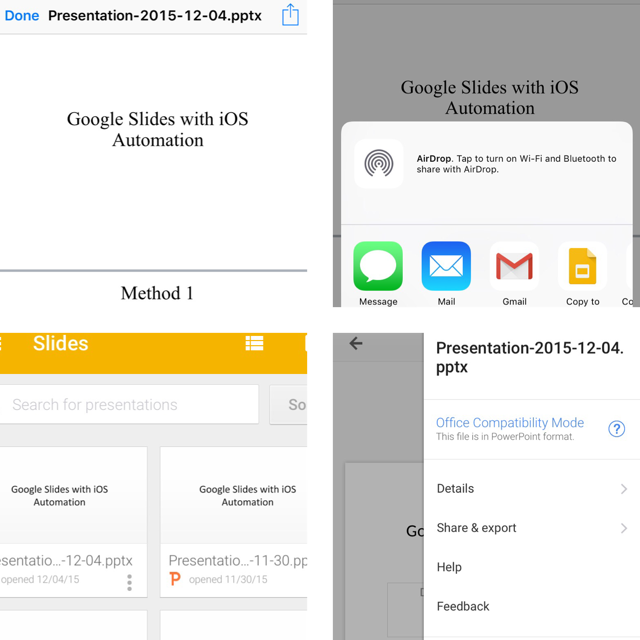 Done Presentation-2015-12-04.pptx
Google Slides with iOS
Automation
Method 1
Google Slides with iOS
Automation
AirDrop. Tap to turn on Wi-Fi and Bluetooth to
share with AirDrop.
Message Mail Gmail Copy to Co
Slides
Search for presentations So
Google Slides with iOS
Automation
esentatio...-12-04.pptx
opened 12/04/15
Google Slides with iOS
Automation
Presentatio...-11-30.pp
P opened 11/30/15
Presentation-2015-12-04.
pptx
Office Compatibility Mode
This file is in PowerPoint format.
?
Details
Share & export
Help
Feedback
Go